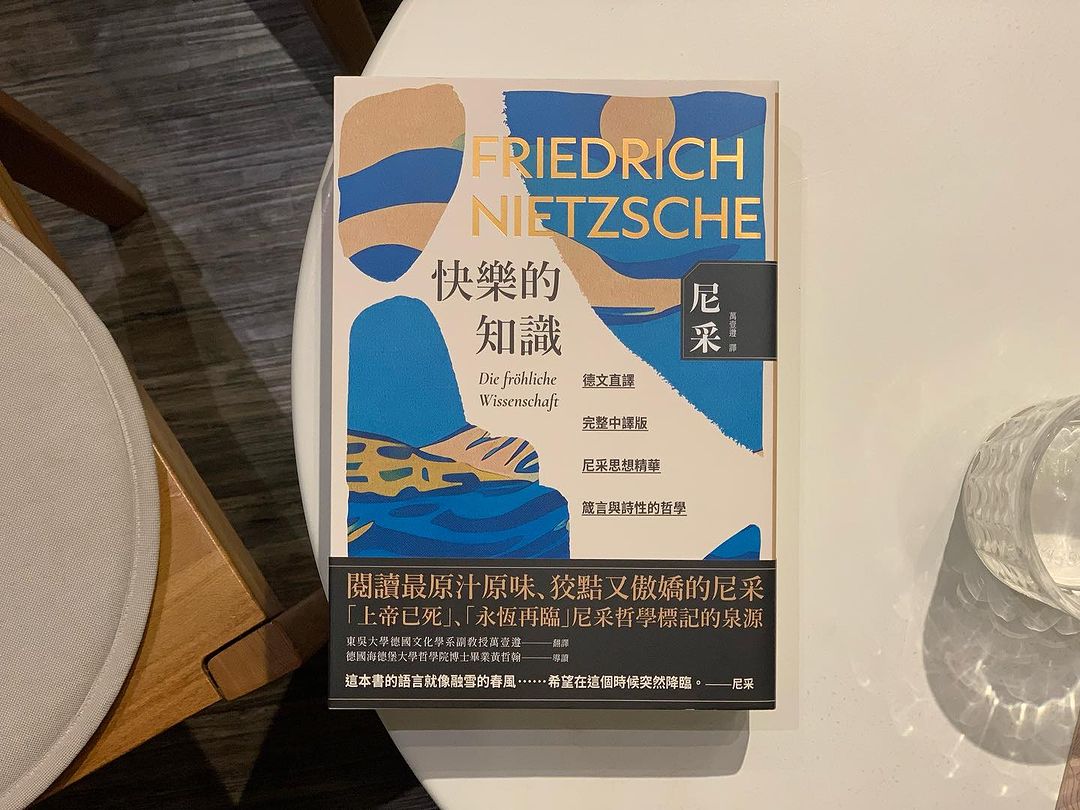 FRIEDRICH
NIETZSCHE
快樂的
知識
Die fröhliche
Wissenschaft
尼采
萬壹遵 譯
德文直譯
完整中譯版
尼采思想精華
箴言與詩性的哲學
閱讀最原汁原味、狡黠又傲嬌的尼采
「上帝已死」、「永恆再臨」尼采哲學標記的泉源
東吳大學德國文化學系副教授萬壹遵——翻譯
德國海德堡大學哲學院博士畢業黃哲翰——導讀
這本書的語言就像融雪的春風⋯⋯希望在這個時候突然降臨。——尼采